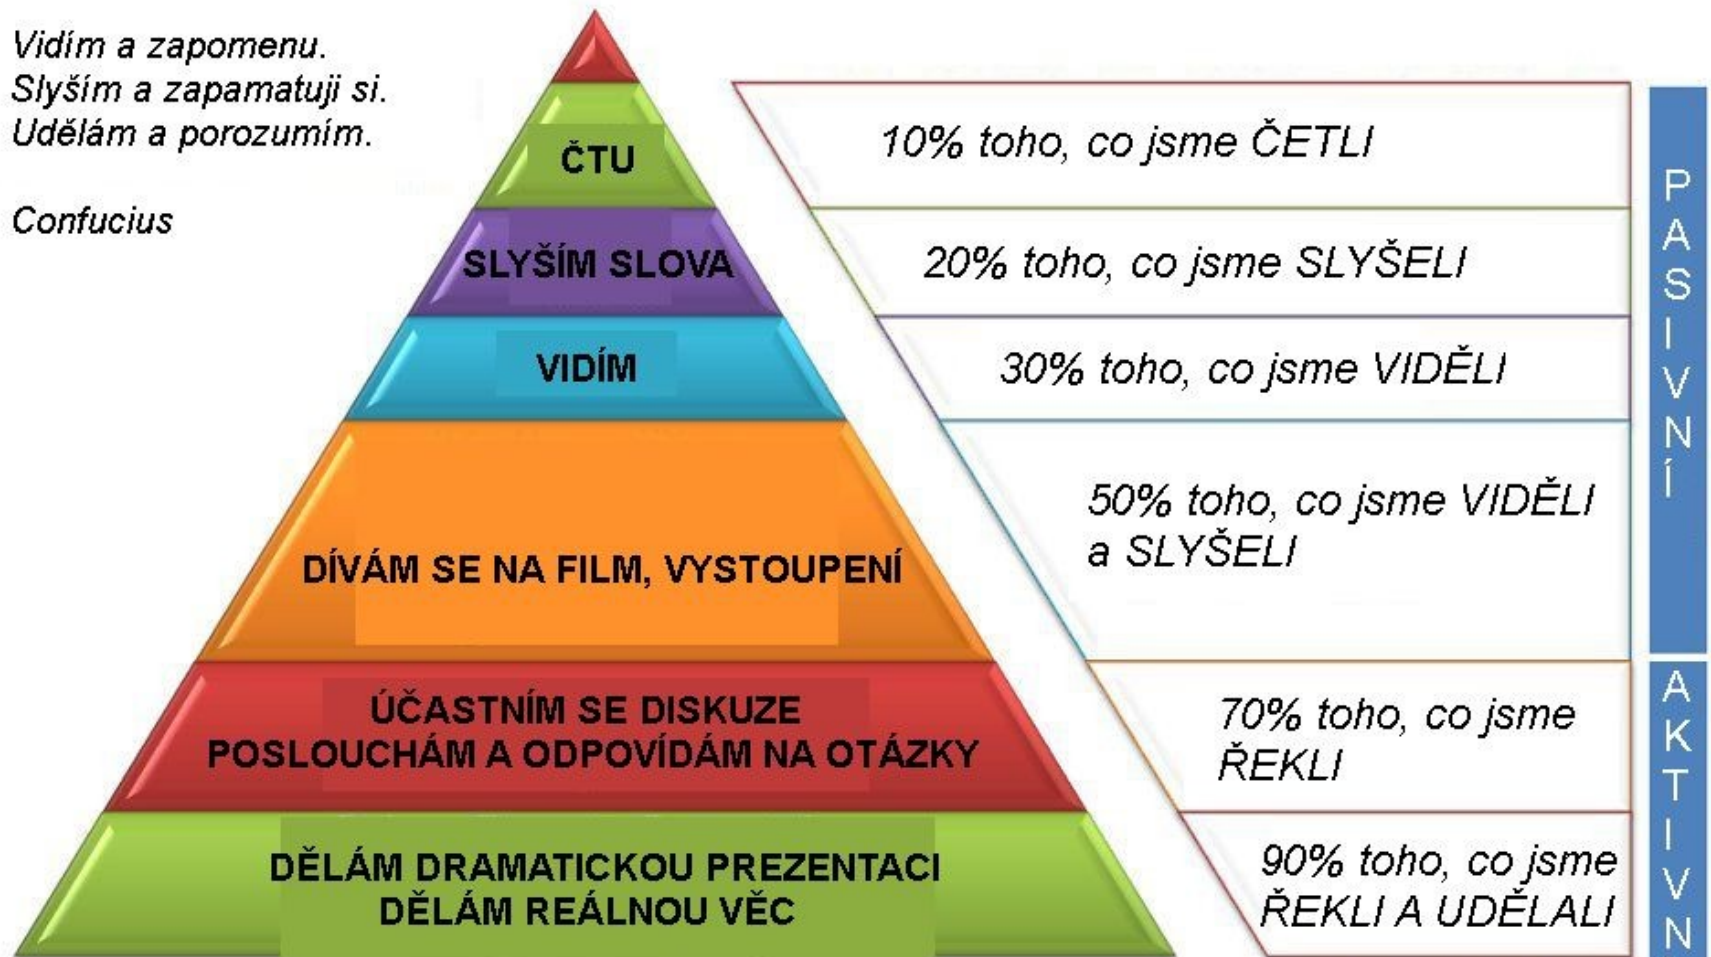 Vidím a zapomenu.
Slyším a zapamatuji si.
Udělám a porozumím.
Confucius
ČTU
10% toho, co jsme ČETLI
SLYŠÍM SLOVA
20% toho, co jsme SLYŠELI
VIDÍM
30% toho, co jsme VIDĚLI
DÍVÁM SE NA FILM, VYSTOUPENÍ
50% toho, co jsme VIDĚLI
a SLYŠELI
ÚČASTNÍM SE DISKUZE
POSLOUCHÁM A ODPOVÍDÁM NA OTÁZKY
70% toho, co jsme
ŘEKLI
DĚLÁM DRAMATICKOU PREZENTACI
DĚLÁM REÁLNOU VĚC
90% toho, co jsme
ŘEKLI A UDĚLALI
PASIVNÍ
AKTIVN